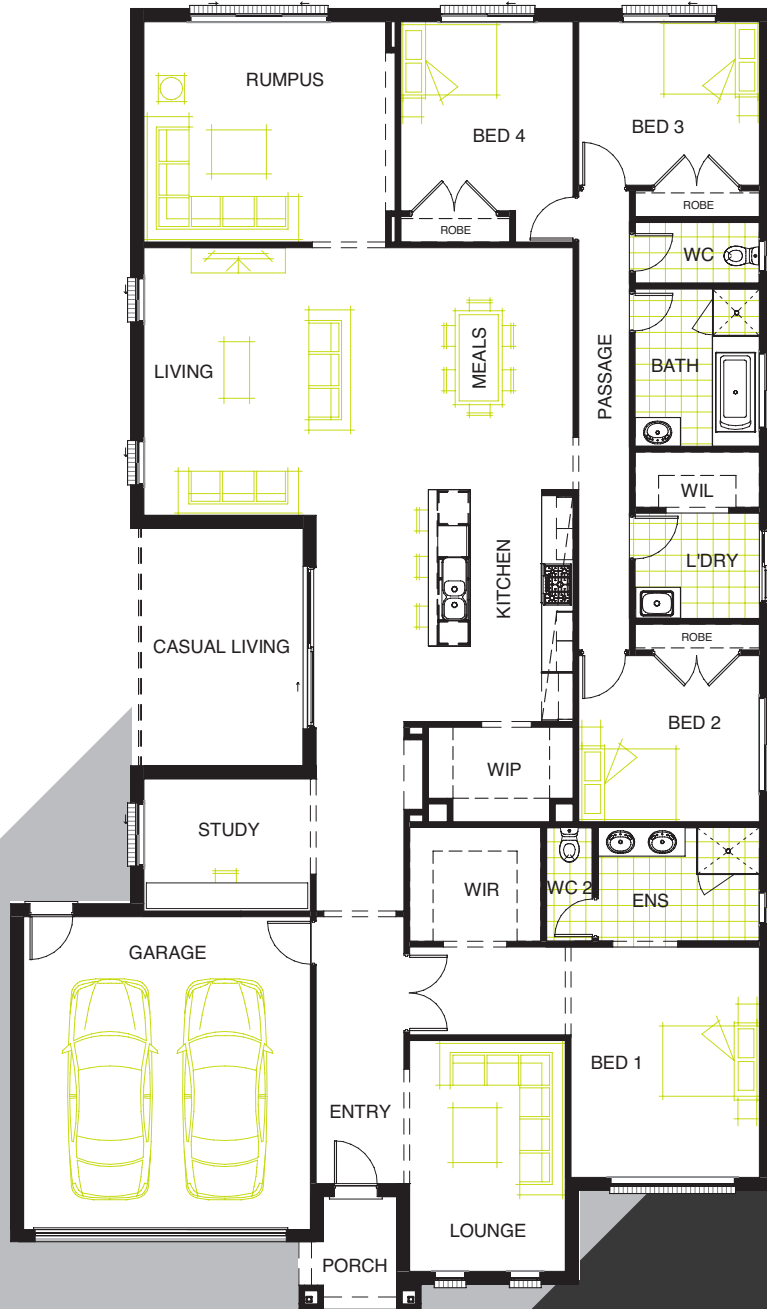 RUMPUS
BED 4
BED 3
ROBE
ROBE
WC
LIVING
MEALS
PASSAGE
BATH
WIL
KITCHEN
L'DRY
CASUAL LIVING
ROBE
BED 2
WIP
STUDY
WIR
WC 2
ENS
GARAGE
BED 1
ENTRY
LOUNGE
PORCH